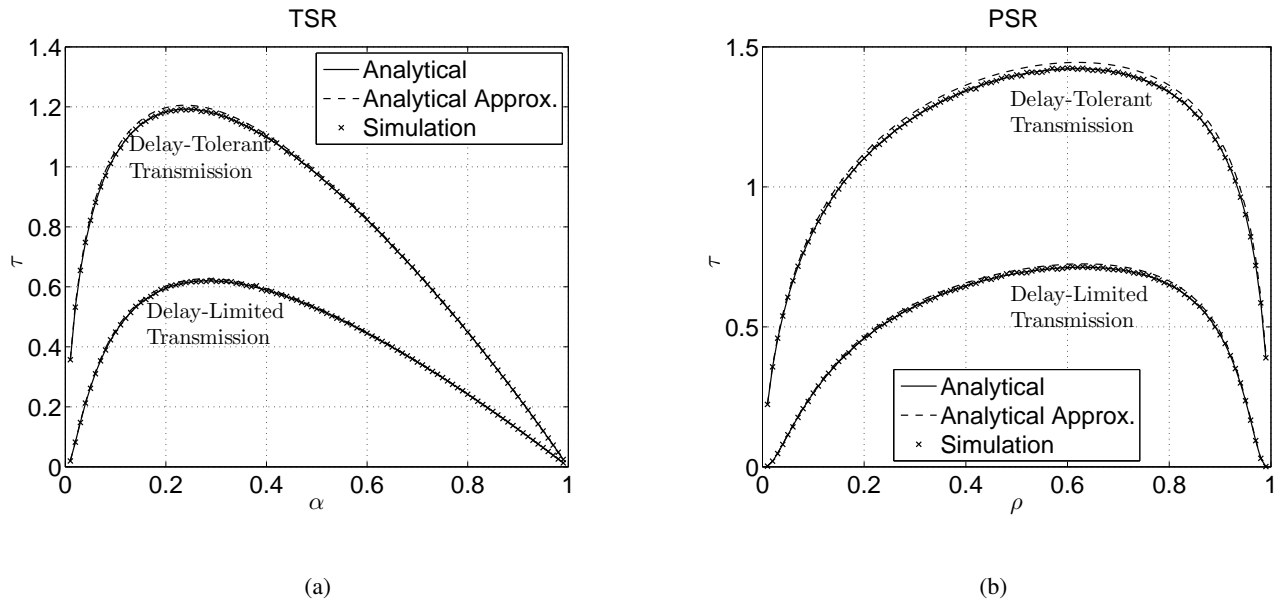 TSR
1.4
1.2
1
0.8
0.6
0.4
0.2
0
τ
Analytical
Analytical Approx.
Simulation
Delay-Tolerant
Transmission
Delay-Limited
Transmission
0 0.2 0.4 0.6 0.8 1
α
(a)
PSR
1.5
1
0.5
0
τ
Delay-Tolerant
Transmission
Delay-Limited
Transmission
Analytical
Analytical Approx.
Simulation
0 0.2 0.4 0.6 0.8 1
ρ
(b)